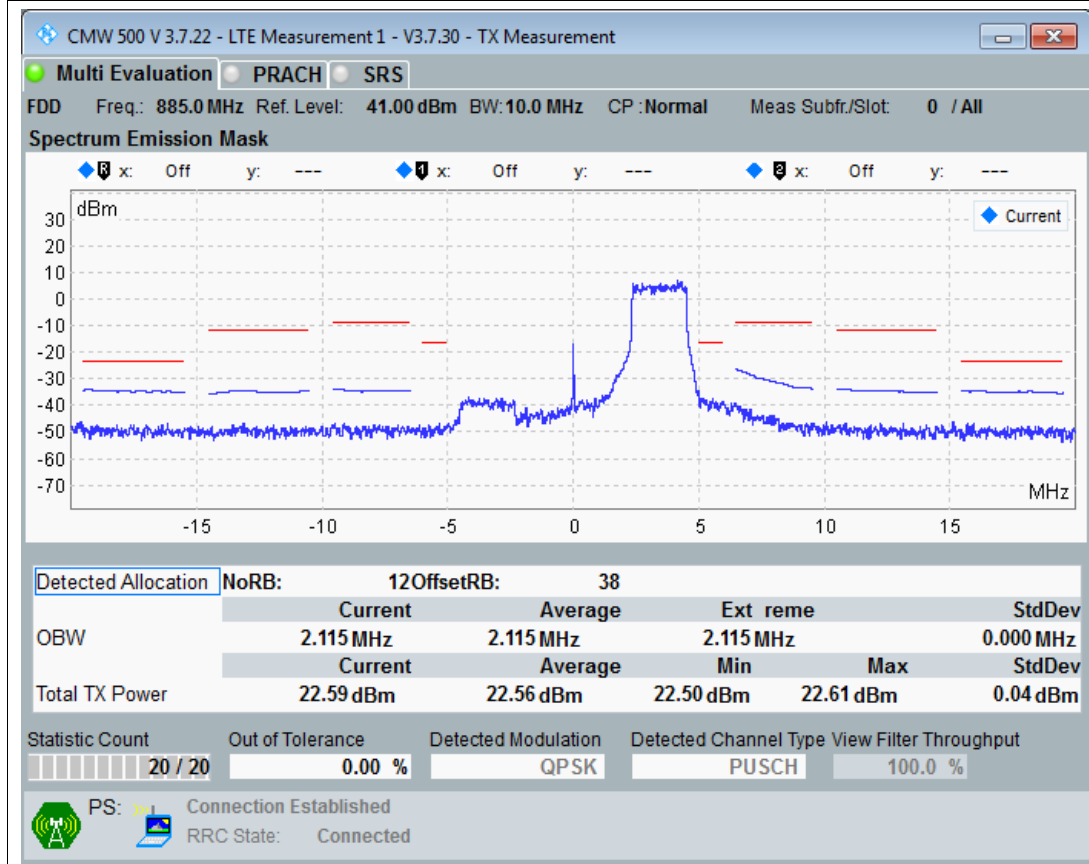 CMW 500 V 3.7.22 - LTE Measurement 1 - V3.7.30 - TX Measurement
Multi Evaluation PRACH SRS
FDD Freq.: 885.0 MHz Ref. Level: 41.00 dBm BW: 10.0 MHz CP : Normal Meas Subfr./Slot: 0 / All
Spectrum Emission Mask
R x: Off y: --- 1 x: Off y: --- 2 x: Off y: ---
dBm
Current
30
20
10
0
-10
-20
-30
-40
-50
-60
-70
MHz
-15 -10 -5 0 5 10 15
Detected Allocation NoRB: 12 OffsetRB: 38
Current Average Ext reme StdDev
OBW 2.115 MHz 2.115 MHz 2.115 MHz 0.000 MHz
Current Average Min Max StdDev
Total TX Power 22.59 dBm 22.56 dBm 22.50 dBm 22.61 dBm 0.04 dBm
Statistic Count Out of Tolerance Detected Modulation Detected Channel Type View Filter Throughput
20 / 20 0.00 % QPSK PUSCH 100.0 %
PS: Connection Established
RRC State: Connected